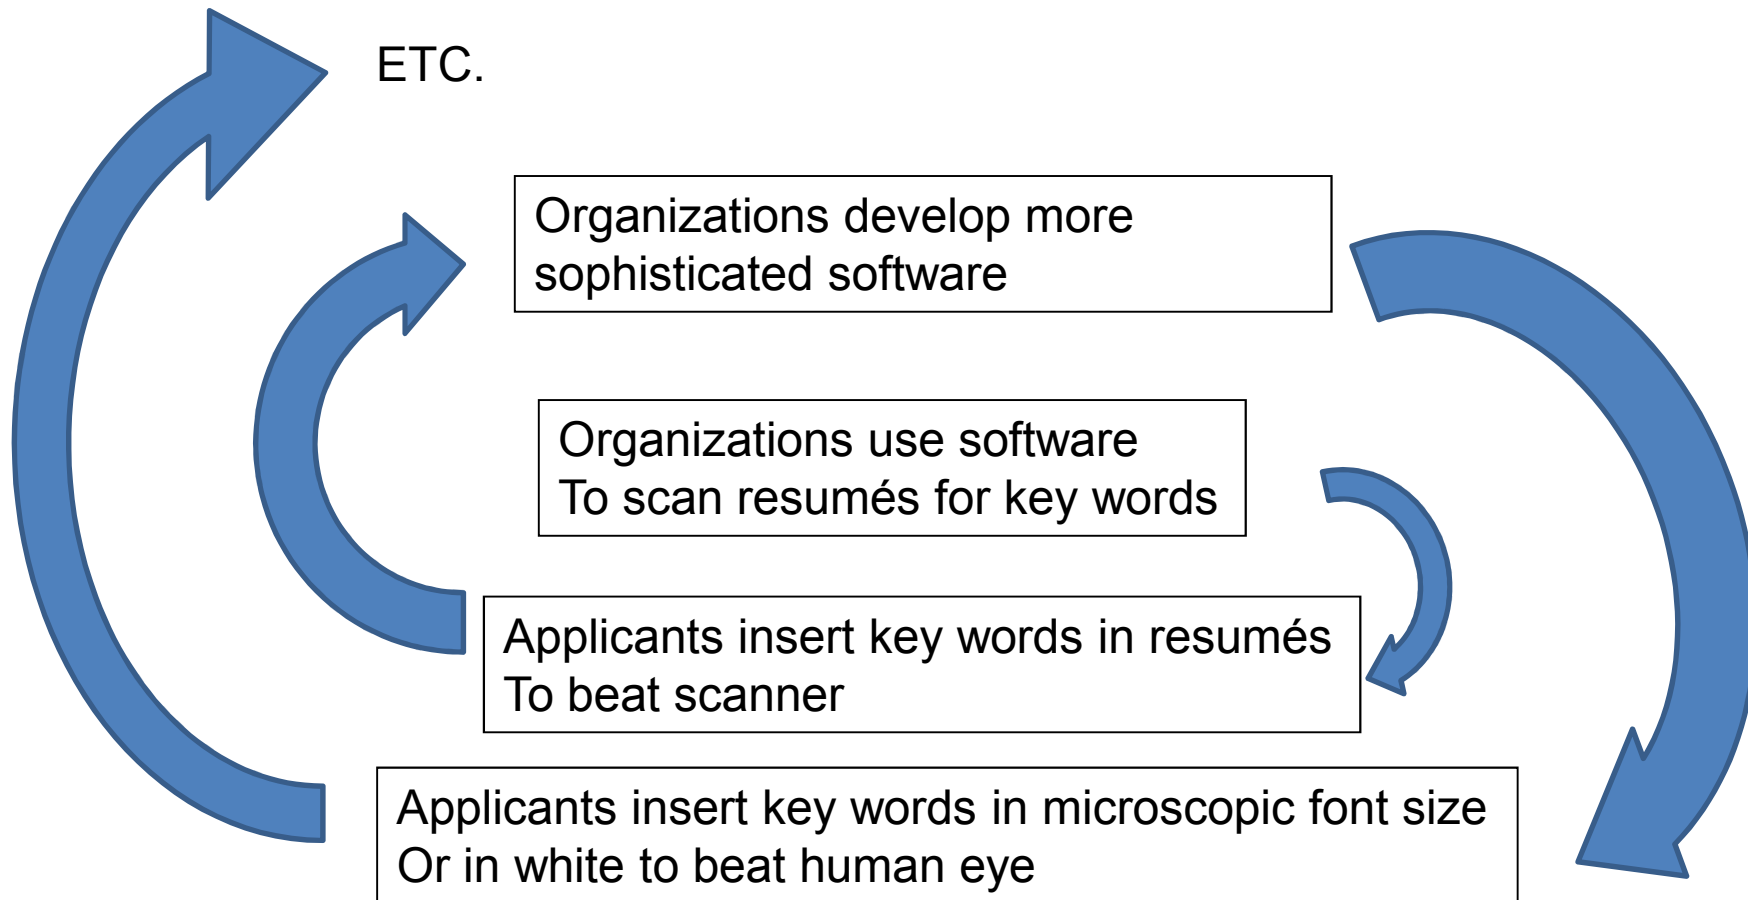 ETC.
Organizations develop more
sophisticated software
Organizations use software
To scan resumés for key words
Applicants insert key words in resumés
To beat scanner
Applicants insert key words in microscopic font size
Or in white to beat human eye